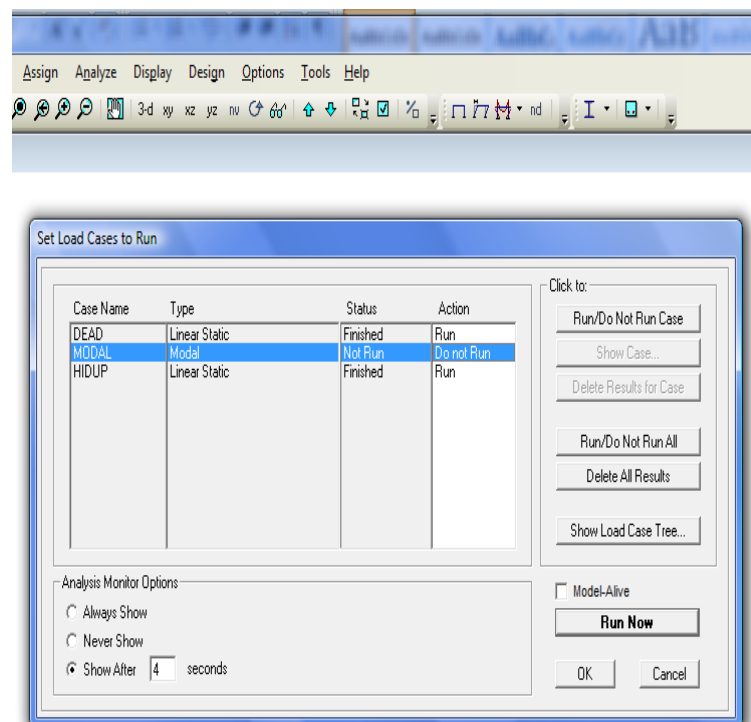 Assign Analyze Display Design Options Tools Help
3-d xy xz yz nv nd
Set Load Cases to Run
Click to:
Case Name Type Status Action
DEAD Linear Static Finished Run
MODAL Modal Not Run Do not Run
HIDUP Linear Static Finished Run
Run/Do Not Run Case
Show Case...
Delete Results for Case
Run/Do Not Run All
Delete All Results
Show Load Case Tree...
Analysis Monitor Options
Always Show
Never Show
Show After 4 seconds
Model-Alive
Run Now
OK Cancel